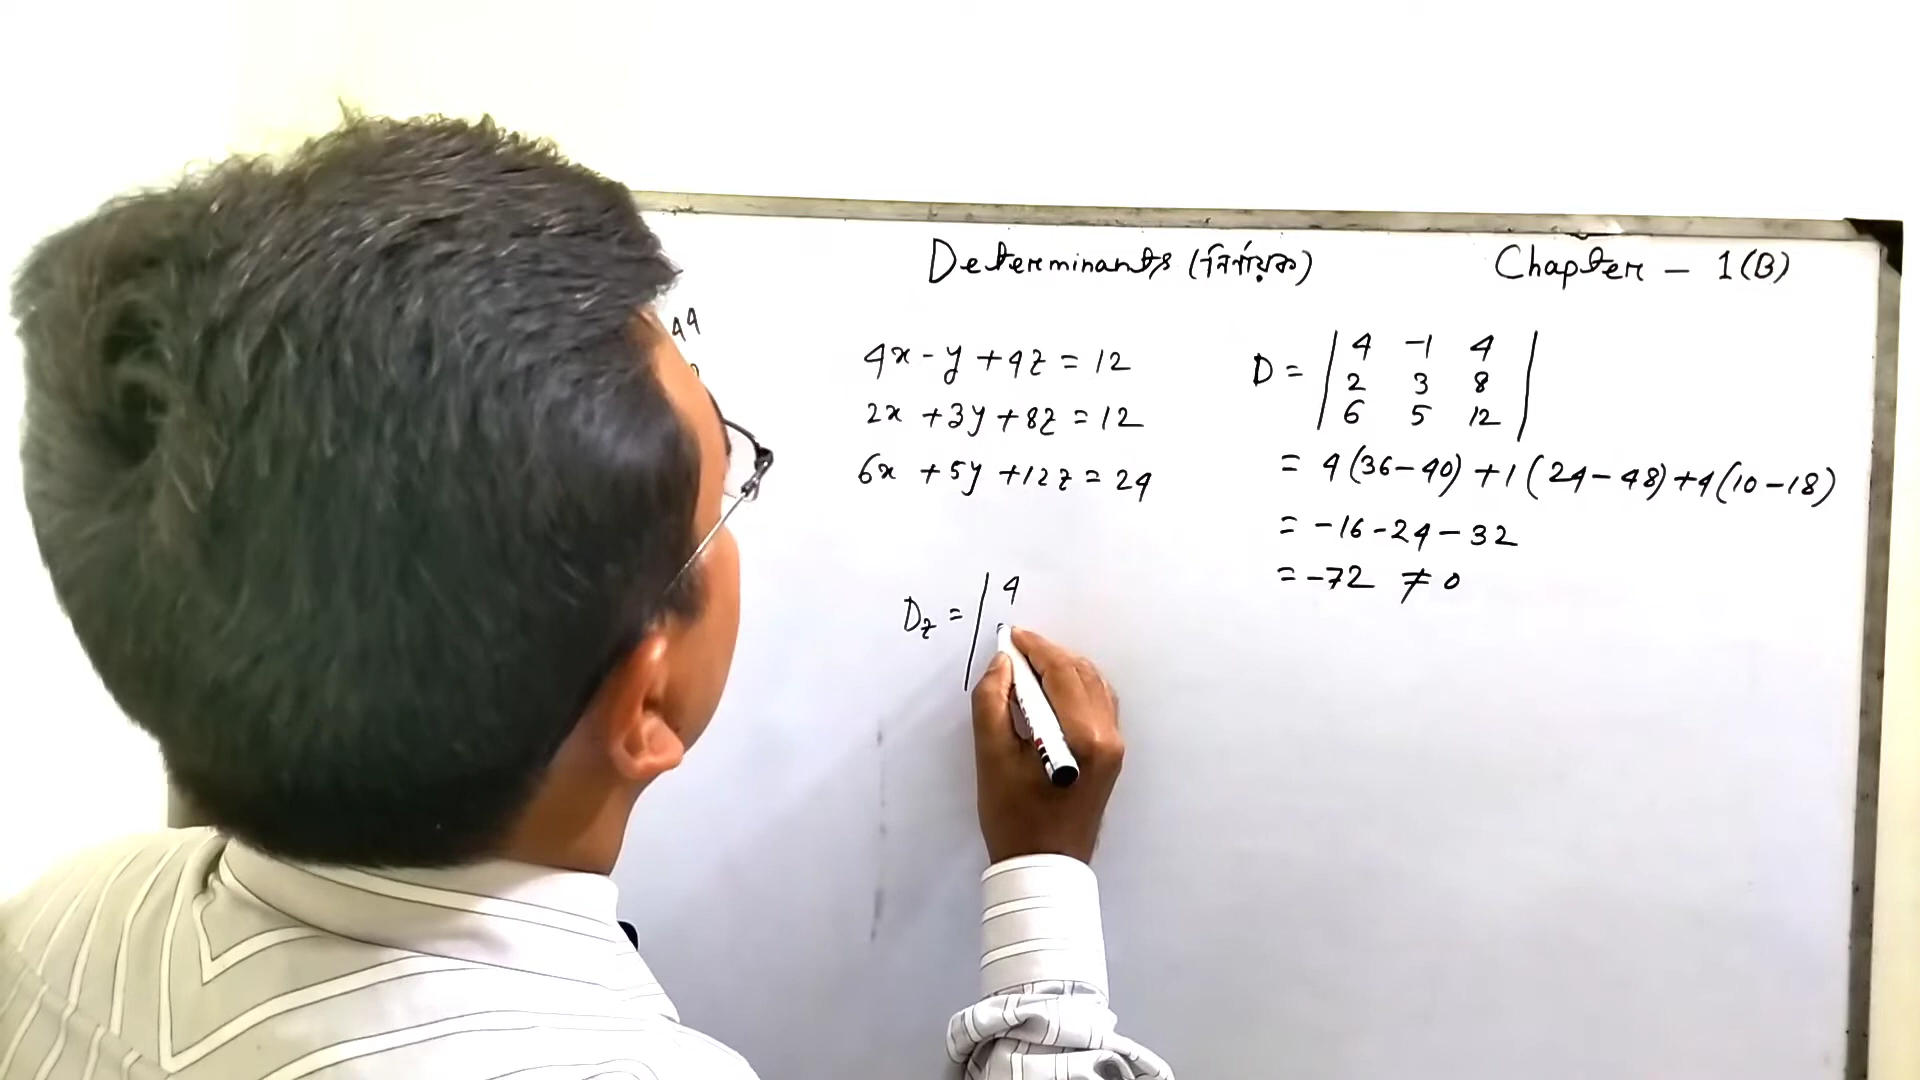 Determinants (নির্ণায়ক)
Chapter - 1(B)
44
4x - y + 4z = 12
2x + 3y + 8z = 12
6x + 5y + 12z = 24
D = | 4 -1 4 |
| 2 3 8 |
| 6 5 12 |
= 4(36-40) +1(24-48)+4(10-18)
= -16-24-32
= -72 ≠ 0
Dz = | 4